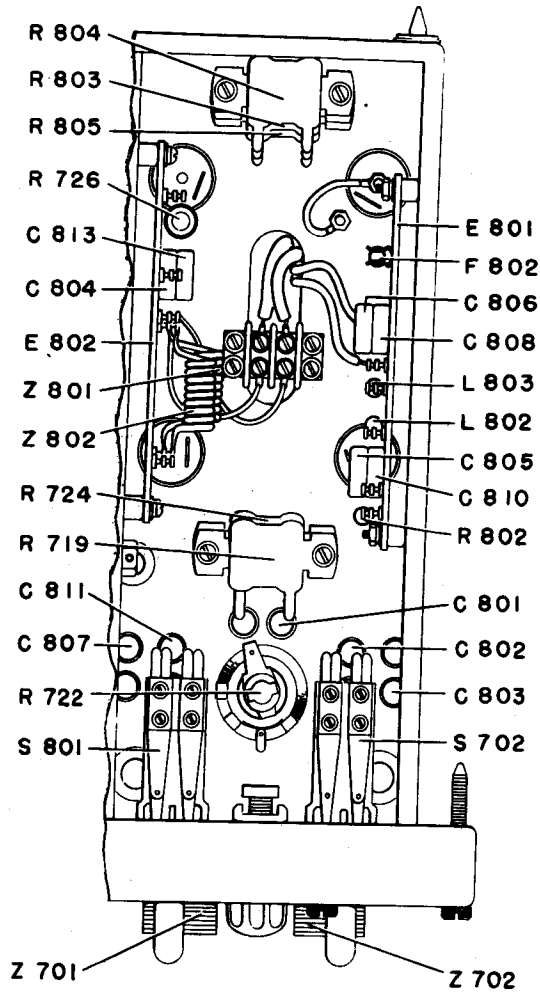 R 804
R 803
R 805
R 726
C 813
C 804
E 802
Z 801
Z 802
R 724
R 719
C 811
C 807
R 722
S 801
Z 701
E 801
F 802
C 806
C 808
L 803
L 802
C 805
C 810
R 802
C 801
C 802
C 803
S 702
Z 702